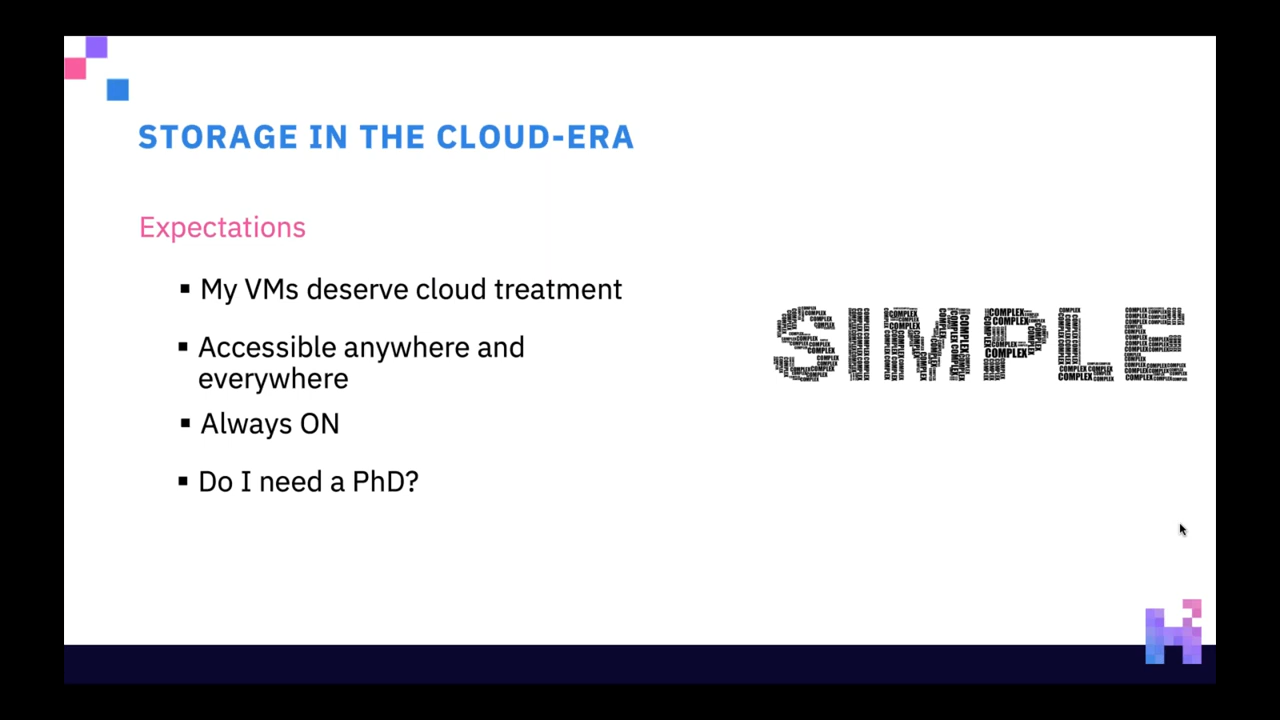 STORAGE IN THE CLOUD-ERA
Expectations
▪ My VMs deserve cloud treatment
▪ Accessible anywhere and
everywhere
▪ Always ON
▪ Do I need a PhD?
SIMPLE
COMPLEX